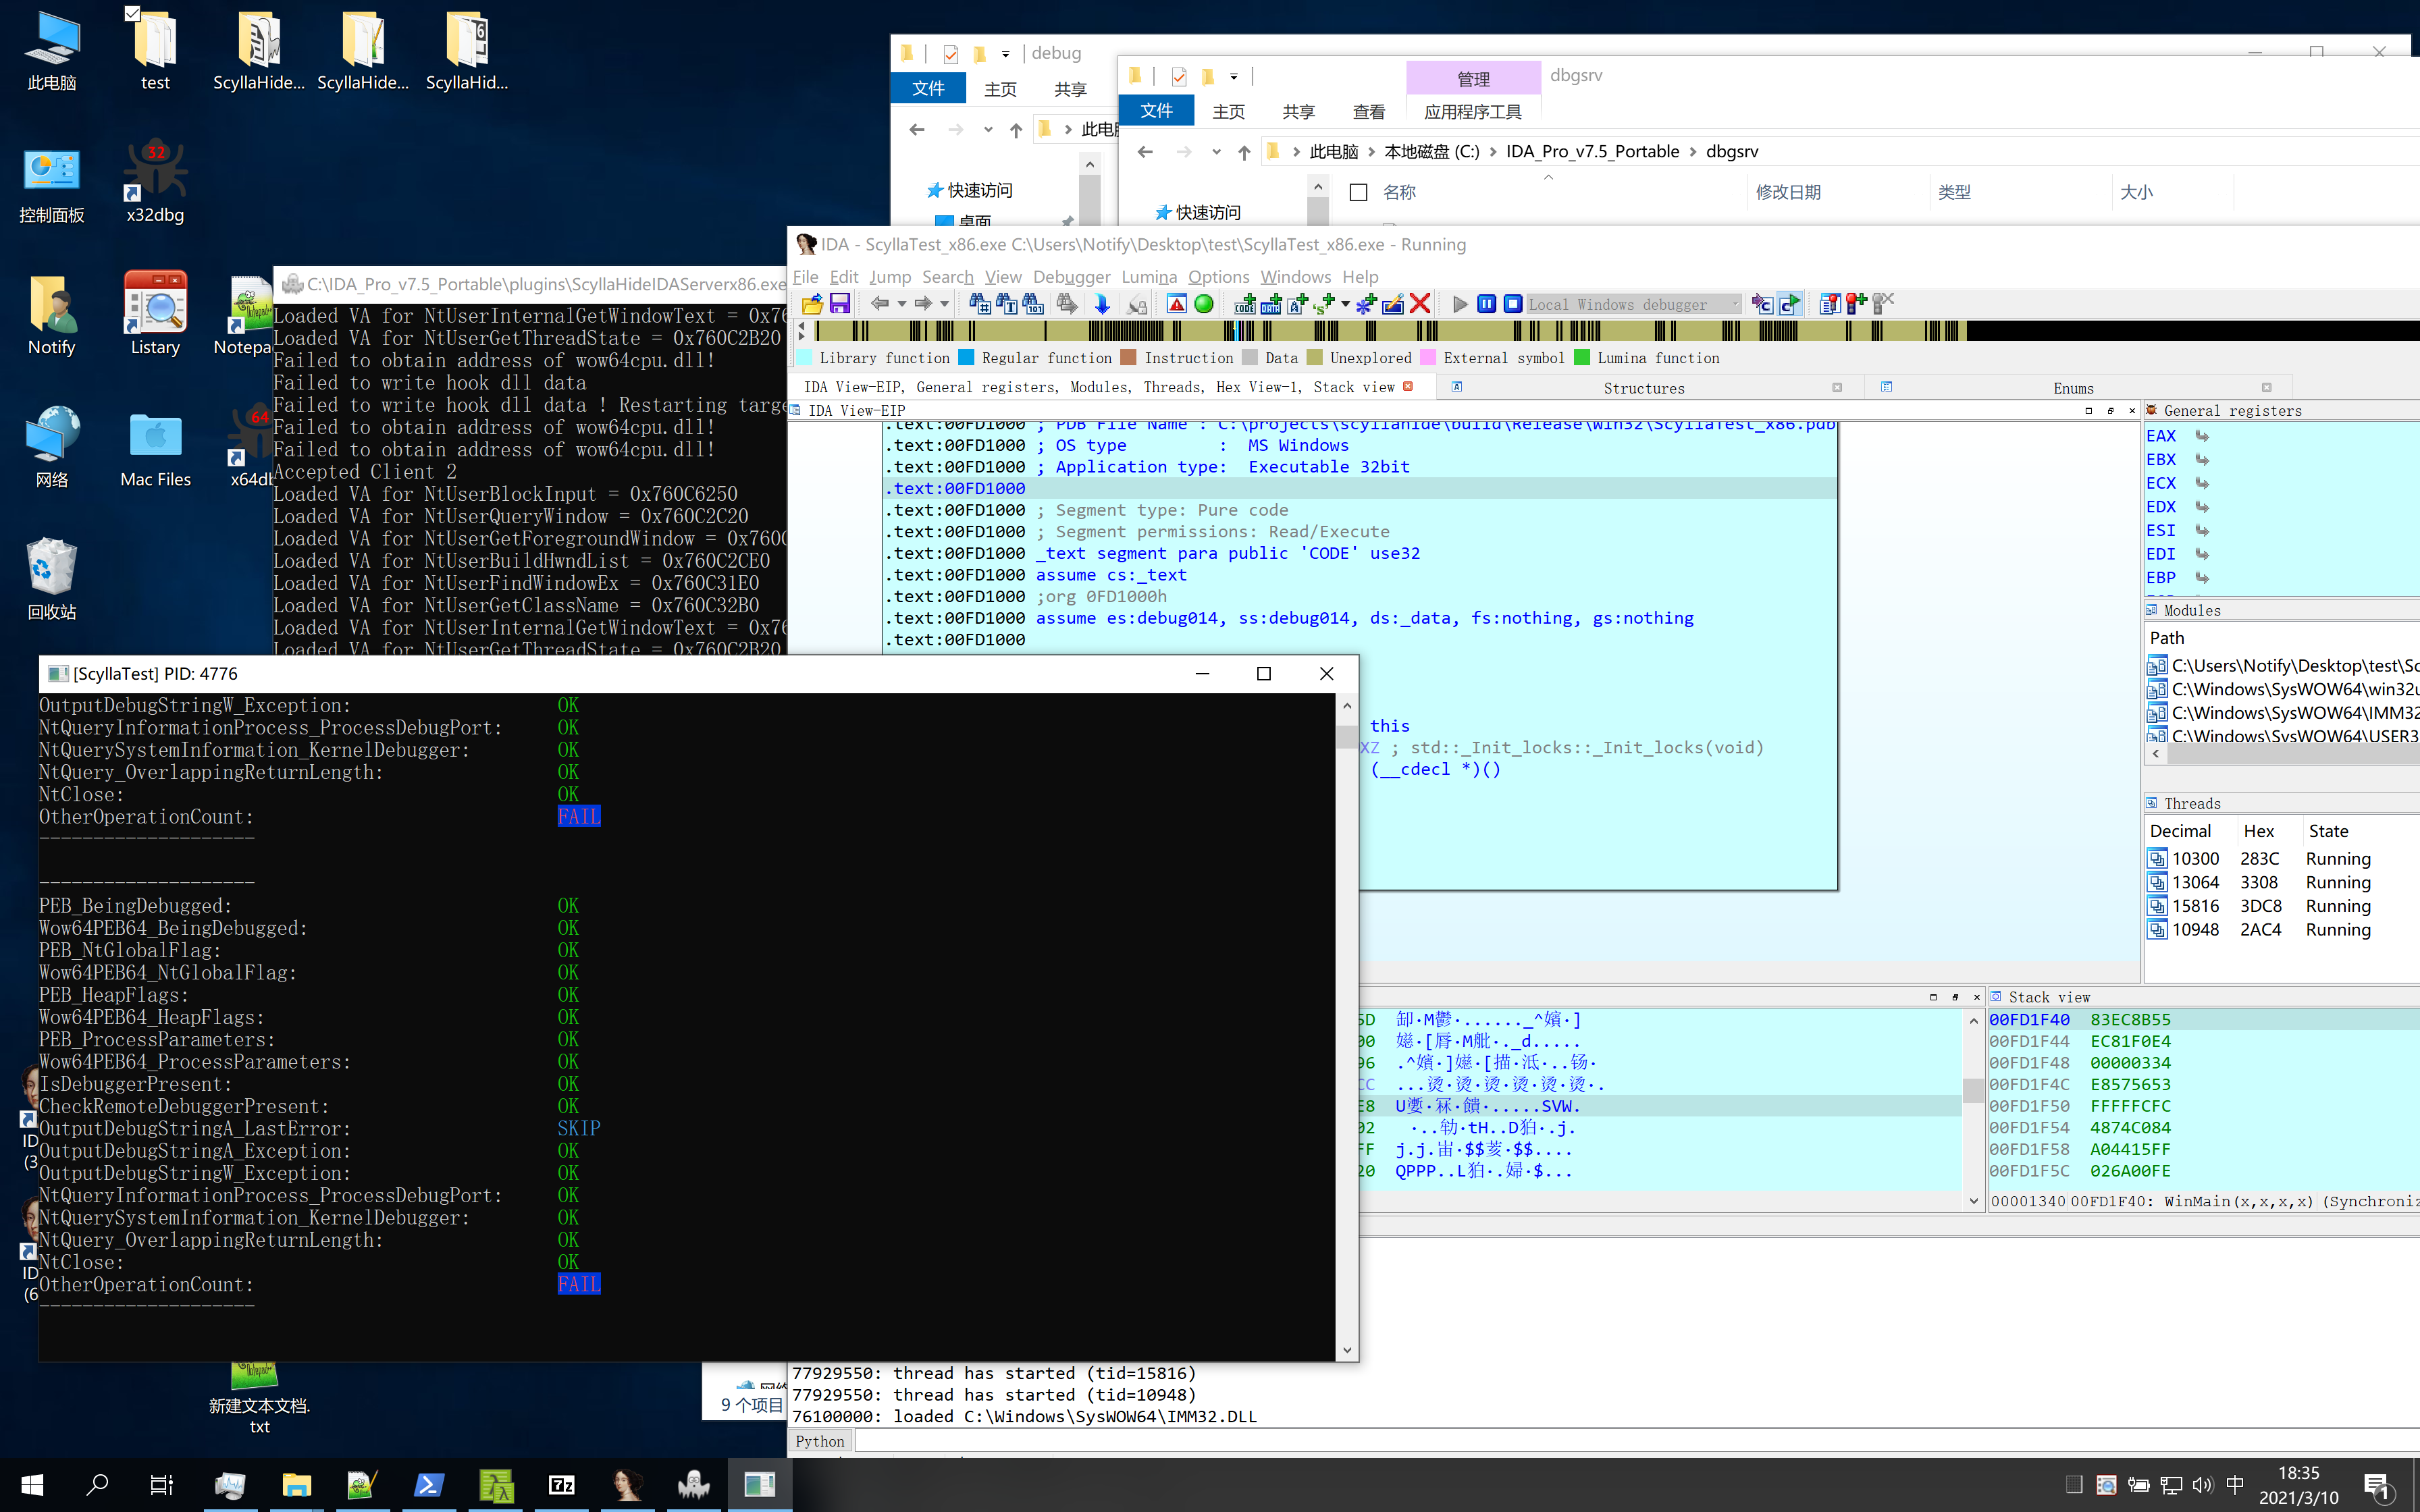 此电脑
test
ScyllaHide...
ScyllaHide...
ScyllaHid...
控制面板
32
x32dbg
Notify
Listary
Notepa
网络
Mac Files
64
x64db
回收站
ID
(3
ID
(6
新建文本文档.
txt
debug
文件
主页
共享
此电脑
快速访问
桌面
管理
dbgsrv
文件
主页
共享
查看
应用程序工具
此电脑 > 本地磁盘 (C:) > IDA_Pro_v7.5_Portable > dbgsrv
名称
修改日期
类型
大小
快速访问
C:\IDA_Pro_v7.5_Portable\plugins\ScyllaHideIDAServerx86.exe
Loaded VA for NtUserInternalGetWindowText = 0x76
Loaded VA for NtUserGetThreadState = 0x760C2B20
Failed to obtain address of wow64cpu.dll!
Failed to write hook dll data
Failed to write hook dll data ! Restarting targe
Failed to obtain address of wow64cpu.dll!
Failed to obtain address of wow64cpu.dll!
Accepted Client 2
Loaded VA for NtUserBlockInput = 0x760C6250
Loaded VA for NtUserQueryWindow = 0x760C2C20
Loaded VA for NtUserGetForegroundWindow = 0x760C
Loaded VA for NtUserBuildHwndList = 0x760C2CE0
Loaded VA for NtUserFindWindowEx = 0x760C31E0
Loaded VA for NtUserGetClassName = 0x760C32B0
Loaded VA for NtUserInternalGetWindowText = 0x76
Loaded VA for NtUserGetThreadState = 0x760C2B20
IDA - ScyllaTest_x86.exe C:\Users\Notify\Desktop\test\ScyllaTest_x86.exe - Running
File Edit Jump Search View Debugger Lumina Options Windows Help
Local Windows debugger
Library function Regular function Instruction Data Unexplored External symbol Lumina function
IDA View-EIP, General registers, Modules, Threads, Hex View-1, Stack view
Structures
Enums
IDA View-EIP
.text:00FD1000 ; PDB File Name : C:\projects\scyllahide\build\Release\Win32\ScyllaTest_x86.pdb
.text:00FD1000 ; OS type : MS Windows
.text:00FD1000 ; Application type: Executable 32bit
.text:00FD1000
.text:00FD1000 ; Segment type: Pure code
.text:00FD1000 ; Segment permissions: Read/Execute
.text:00FD1000 _text segment para public 'CODE' use32
.text:00FD1000 assume cs:_text
.text:00FD1000 ;org 0FD1000h
.text:00FD1000 assume es:debug014, ss:debug014, ds:_data, fs:nothing, gs:nothing
.text:00FD1000
this
XZ ; std::_Init_locks::_Init_locks(void)
(__cdecl *)()
General registers
EAX
EBX
ECX
EDX
ESI
EDI
EBP
Modules
Path
C:\Users\Notify\Desktop\test\Sc
C:\Windows\SysWOW64\win32u
C:\Windows\SysWOW64\IMM32
C:\Windows\SysWOW64\USER3
Threads
Decimal Hex State
10300 283C Running
13064 3308 Running
15816 3DC8 Running
10948 2AC4 Running
[ScyllaTest] PID: 4776
OutputDebugStringW_Exception: OK
NtQueryInformationProcess_ProcessDebugPort: OK
NtQuerySystemInformation_KernelDebugger: OK
NtQuery_OverlappingReturnLength: OK
NtClose: OK
OtherOperationCount: FAIL
--------------------
--------------------
PEB_BeingDebugged: OK
Wow64PEB64_BeingDebugged: OK
PEB_NtGlobalFlag: OK
Wow64PEB64_NtGlobalFlag: OK
PEB_HeapFlags: OK
Wow64PEB64_HeapFlags: OK
PEB_ProcessParameters: OK
Wow64PEB64_ProcessParameters: OK
IsDebuggerPresent: OK
CheckRemoteDebuggerPresent: OK
OutputDebugStringA_LastError: SKIP
OutputDebugStringA_Exception: OK
OutputDebugStringW_Exception: OK
NtQueryInformationProcess_ProcessDebugPort: OK
NtQuerySystemInformation_KernelDebugger: OK
NtQuery_OverlappingReturnLength: OK
NtClose: OK
OtherOperationCount: FAIL
--------------------
Stack view
00FD1F40 83EC8B55
00FD1F44 EC81F0E4
00FD1F48 00000334
00FD1F4C E8575653
00FD1F50 FFFFFCFC
00FD1F54 4874C084
00FD1F58 A04415FF
00FD1F5C 026A00FE
00001340 00FD1F40: WinMain(x,x,x,x) (Synchroniz
77929550: thread has started (tid=15816)
77929550: thread has started (tid=10948)
76100000: loaded C:\Windows\SysWOW64\IMM32.DLL
Python
9 个项目
中
18:35
2021/3/10
1